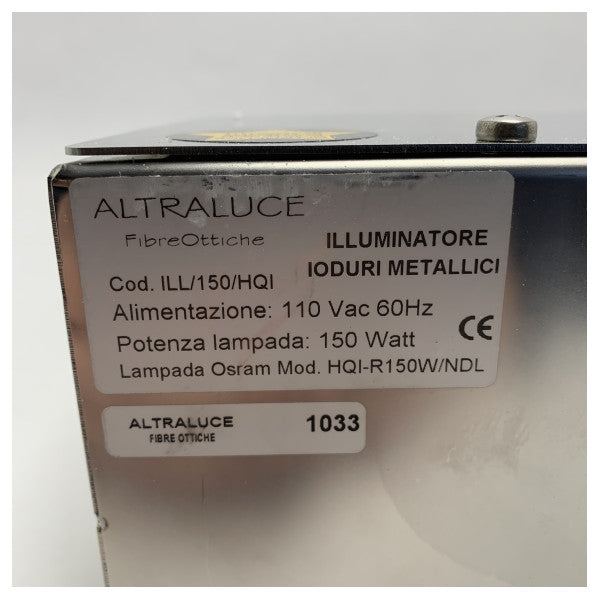 ALTRALUCE
FibreOttiche
ILLUMINATORE
IODURI METALLICI
Cod. ILL/150/HQI
Alimentazione: 110 Vac 60Hz
Potenza lampada: 150 Watt
CE
Lampada Osram Mod. HQI-R150W/NDL
ALTRALUCE
FIBRE OTTICHE
1033